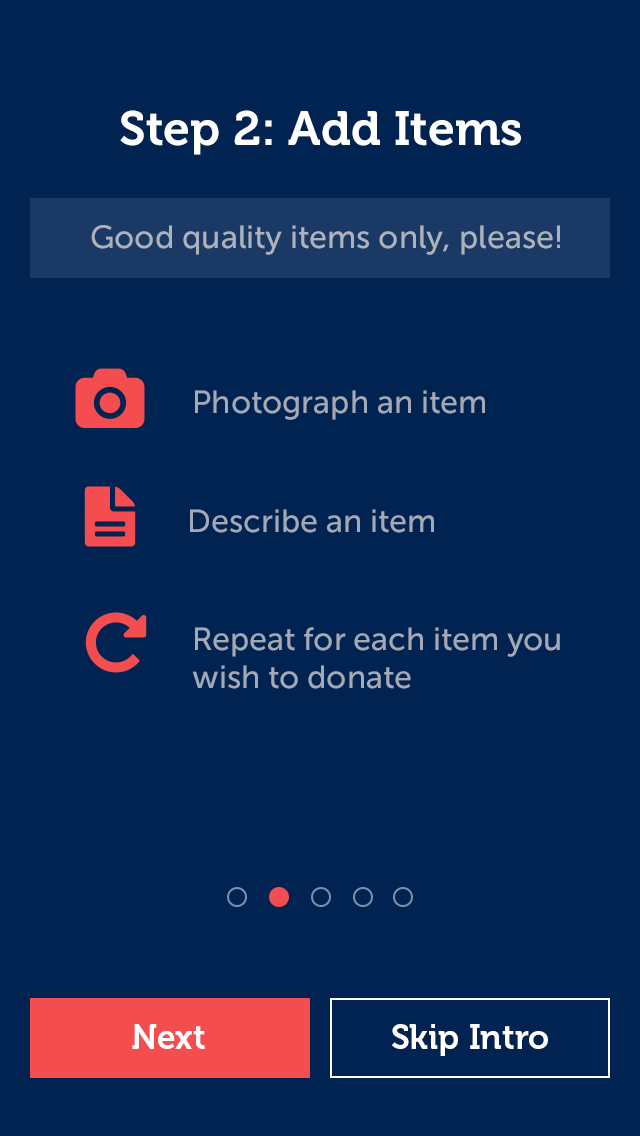 Step 2: Add Items
Good quality items only, please!
Photograph an item
Describe an item
Repeat for each item you
wish to donate
Next
Skip Intro